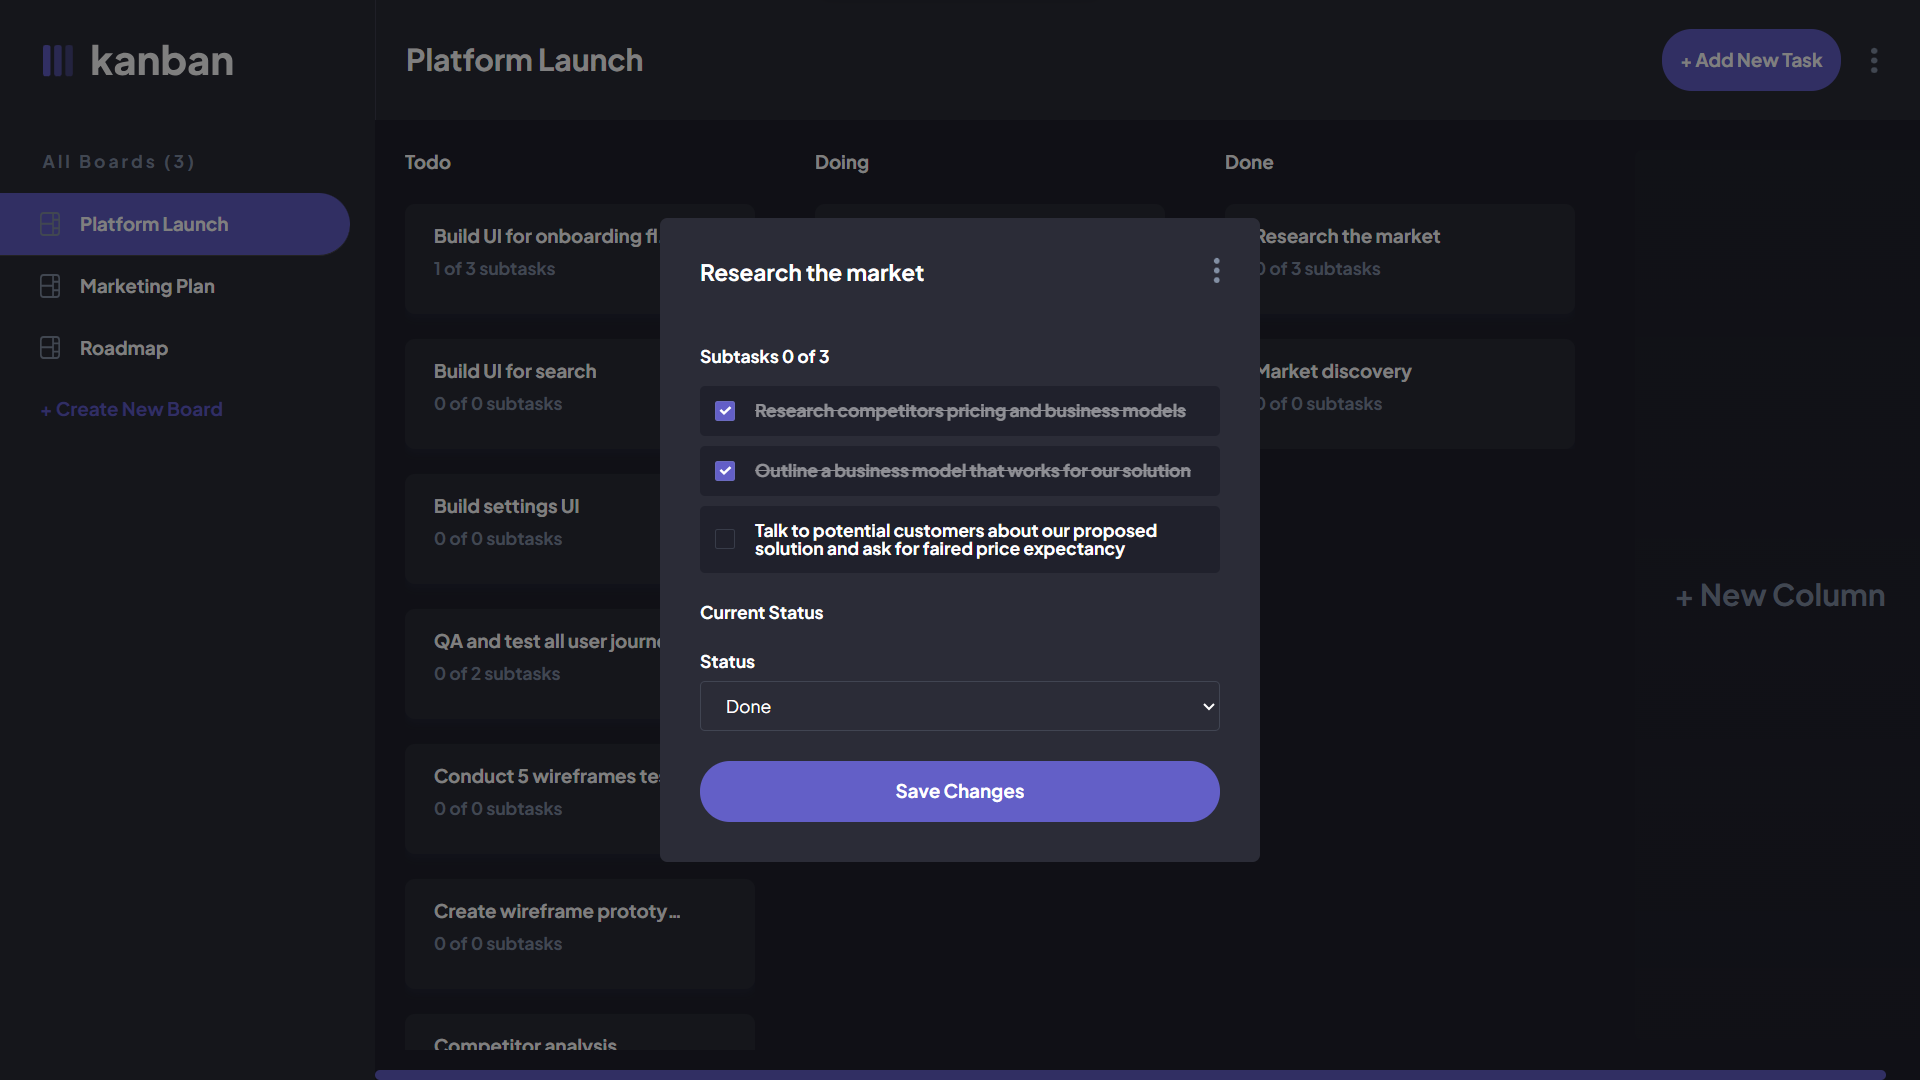 kanban
Platform Launch
+ Add New Task
All Boards (3)
Platform Launch
Marketing Plan
Roadmap
+ Create New Board
Todo
Build UI for onboarding fl
1 of 3 subtasks
Build UI for search
0 of 0 subtasks
Build settings UI
0 of 0 subtasks
QA and test all user journ
0 of 2 subtasks
Conduct 5 wireframes te
0 of 0 subtasks
Create wireframe prototy...
0 of 0 subtasks
Competitor analysis
Doing
Done
Research the market
0 of 3 subtasks
Market discovery
0 of 0 subtasks
+ New Column
Research the market
Subtasks 0 of 3
Research competitors pricing and business models
Outline a business model that works for our solution
Talk to potential customers about our proposed
solution and ask for faired price expectancy
Current Status
Status
Done
Save Changes